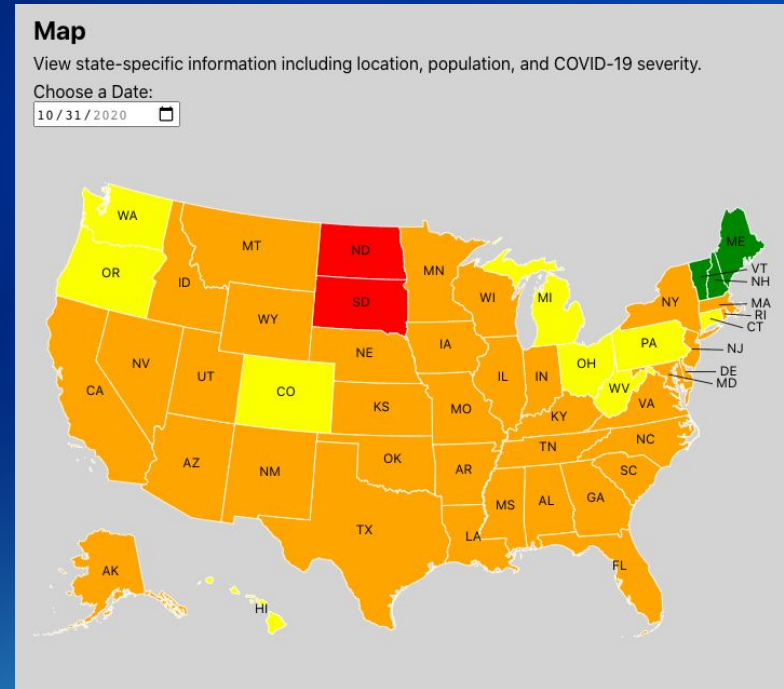 Map
View state-specific information including location, population, and COVID-19 severity.
Choose a Date:
10/31/2020
WA
MT
ND
MN
ME
VT
NH
OR
ID
SD
WI
MI
NY
MA
RI
CT
WY
PA
NJ
NE
IA
OH
DE
MD
NV
UT
CO
IL
IN
WV
VA
CA
KS
MO
KY
NC
TN
AZ
NM
OK
AR
SC
MS
AL
GA
TX
LA
FL
AK
HI